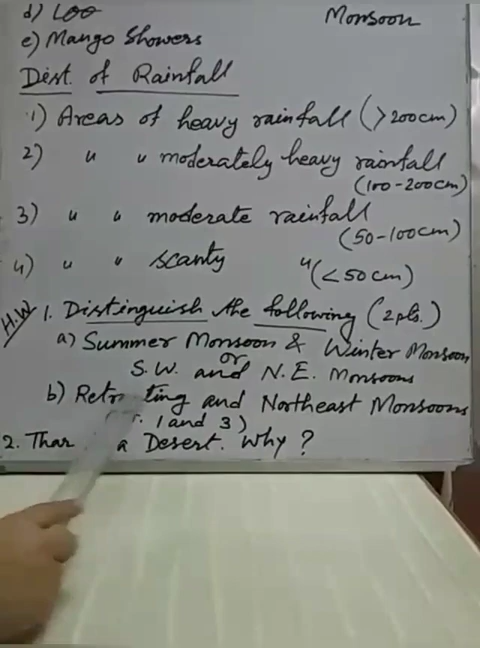 d) Loo Monsoon
e) Mango Showers
Dist. of Rainfall
1) Areas of heavy rainfall (>200cm)
2) " " moderately heavy rainfall
(100-200cm)
3) " " moderate rainfall
(50-100cm)
4) " " scanty " (<50cm)
H.W 1. Distinguish the following (2pts.)
a) Summer Monsoon & Winter Monsoon
or
S.W. and N.E. Monsoons
b) and Northeast Monsoons
1 and 3)
2. Thar a Desert. Why?